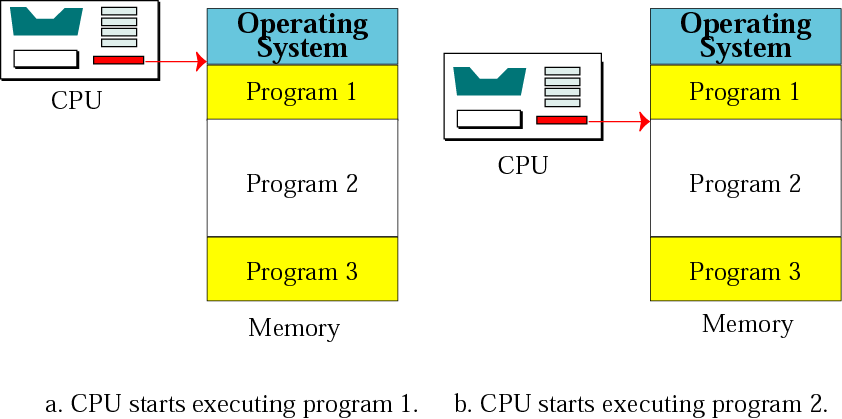 Operating
System
Program 1
Program 2
Program 3
CPU
Memory
a. CPU starts executing program 1.
Operating
System
Program 1
Program 2
Program 3
CPU
Memory
b. CPU starts executing program 2.